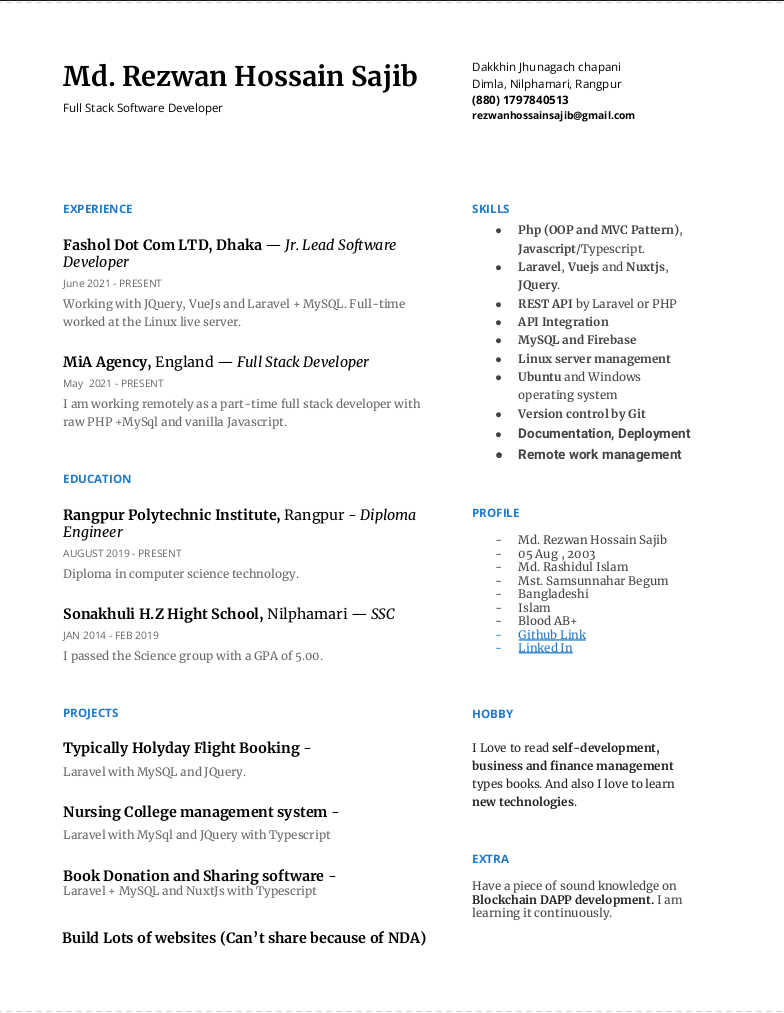 Md. Rezwan Hossain Sajib
Full Stack Software Developer
Dakkhin Jhunagach chapani
Dimla, Nilphamari, Rangpur
(880) 1797840513
rezwanhossainsajib@gmail.com
EXPERIENCE
Fashol Dot Com LTD, Dhaka — Jr. Lead Software
Developer
June 2021 - PRESENT
Working with JQuery, VueJs and Laravel + MySQL. Full-time
worked at the Linux live server.
MiA Agency, England — Full Stack Developer
May 2021 - PRESENT
I am working remotely as a part-time full stack developer with
raw PHP +MySql and vanilla Javascript.
EDUCATION
Rangpur Polytechnic Institute, Rangpur - Diploma
Engineer
AUGUST 2019 - PRESENT
Diploma in computer science technology.
Sonakhuli H.Z Hight School, Nilphamari — SSC
JAN 2014 - FEB 2019
I passed the Science group with a GPA of 5.00.
PROJECTS
Typically Holyday Flight Booking -
Laravel with MySQL and JQuery.
Nursing College management system -
Laravel with MySql and JQuery with Typescript
Book Donation and Sharing software -
Laravel + MySQL and NuxtJs with Typescript
Build Lots of websites (Can't share because of NDA)
SKILLS
● Php (OOP and MVC Pattern),
Javascript/Typescript.
● Laravel, Vuejs and Nuxtjs,
JQuery.
● REST API by Laravel or PHP
● API Integration
● MySQL and Firebase
● Linux server management
● Ubuntu and Windows
operating system
● Version control by Git
● Documentation, Deployment
● Remote work management
PROFILE
- Md. Rezwan Hossain Sajib
- 05 Aug , 2003
- Md. Rashidul Islam
- Mst. Samsunnahar Begum
- Bangladeshi
- Islam
- Blood AB+
- Github Link
- Linked In
HOBBY
I Love to read self-development,
business and finance management
types books. And also I love to learn
new technologies.
EXTRA
Have a piece of sound knowledge on
Blockchain DAPP development. I am
learning it continuously.